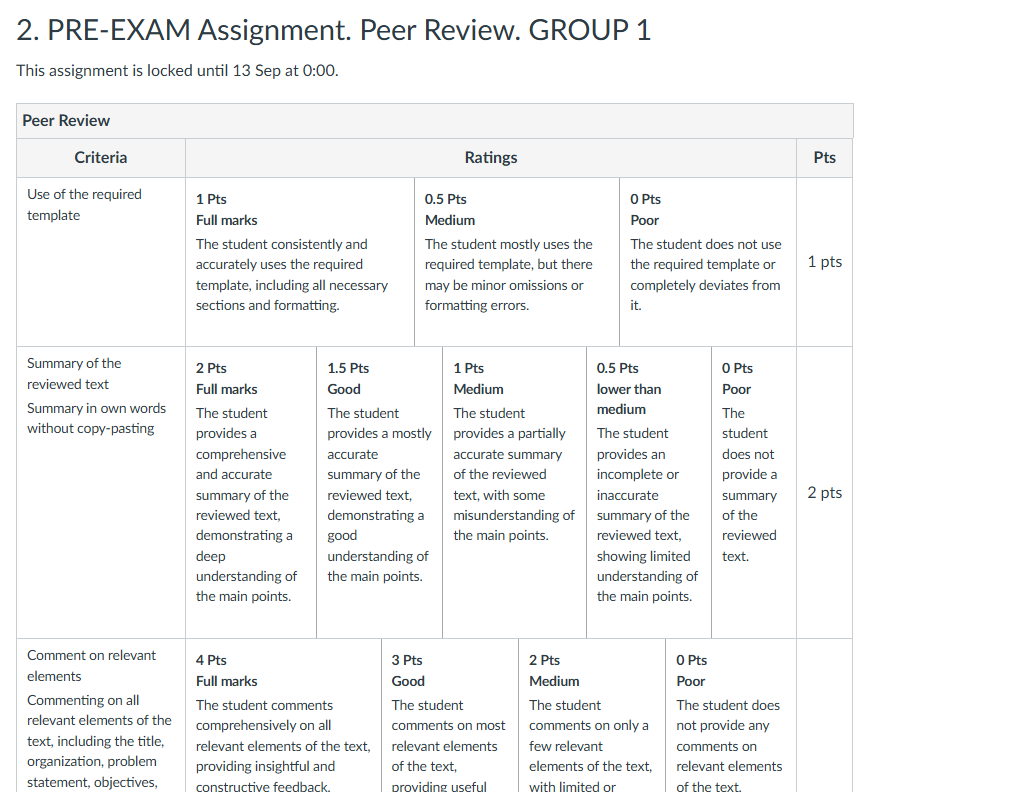 2. PRE-EXAM Assignment. Peer Review. GROUP 1
This assignment is locked until 13 Sep at 0:00.
Peer Review
Criteria
Ratings
Pts
Use of the required
template
1 Pts
Full marks
The student consistently and
accurately uses the required
template, including all necessary
sections and formatting.
0.5 Pts
Medium
The student mostly uses the
required template, but there
may be minor omissions or
formatting errors.
0 Pts
Poor
The student does not use
the required template or
completely deviates from
it.
1 pts
Summary of the
reviewed text
Summary in own words
without copy-pasting
2 Pts
Full marks
The student
provides a
comprehensive
and accurate
summary of the
reviewed text,
demonstrating a
deep
understanding of
the main points.
1.5 Pts
Good
The student
provides a mostly
accurate
summary of the
reviewed text,
demonstrating a
good
understanding of
the main points.
1 Pts
Medium
The student
provides a partially
accurate summary
of the reviewed
text, with some
misunderstanding of
the main points.
0.5 Pts
lower than
medium
The student
provides an
incomplete or
inaccurate
summary of the
reviewed text,
showing limited
understanding of
the main points.
0 Pts
Poor
The
student
does not
provide a
summary
of the
reviewed
text.
2 pts
Comment on relevant
elements
Commenting on all
relevant elements of the
text, including the title,
organization, problem
statement, objectives,
4 Pts
Full marks
The student comments
comprehensively on all
relevant elements of the text,
providing insightful and
constructive feedback.
3 Pts
Good
The student
comments on most
relevant elements
of the text,
providing useful
2 Pts
Medium
The student
comments on only a
few relevant
elements of the text,
with limited or
0 Pts
Poor
The student does
not provide any
comments on
relevant elements
of the text.